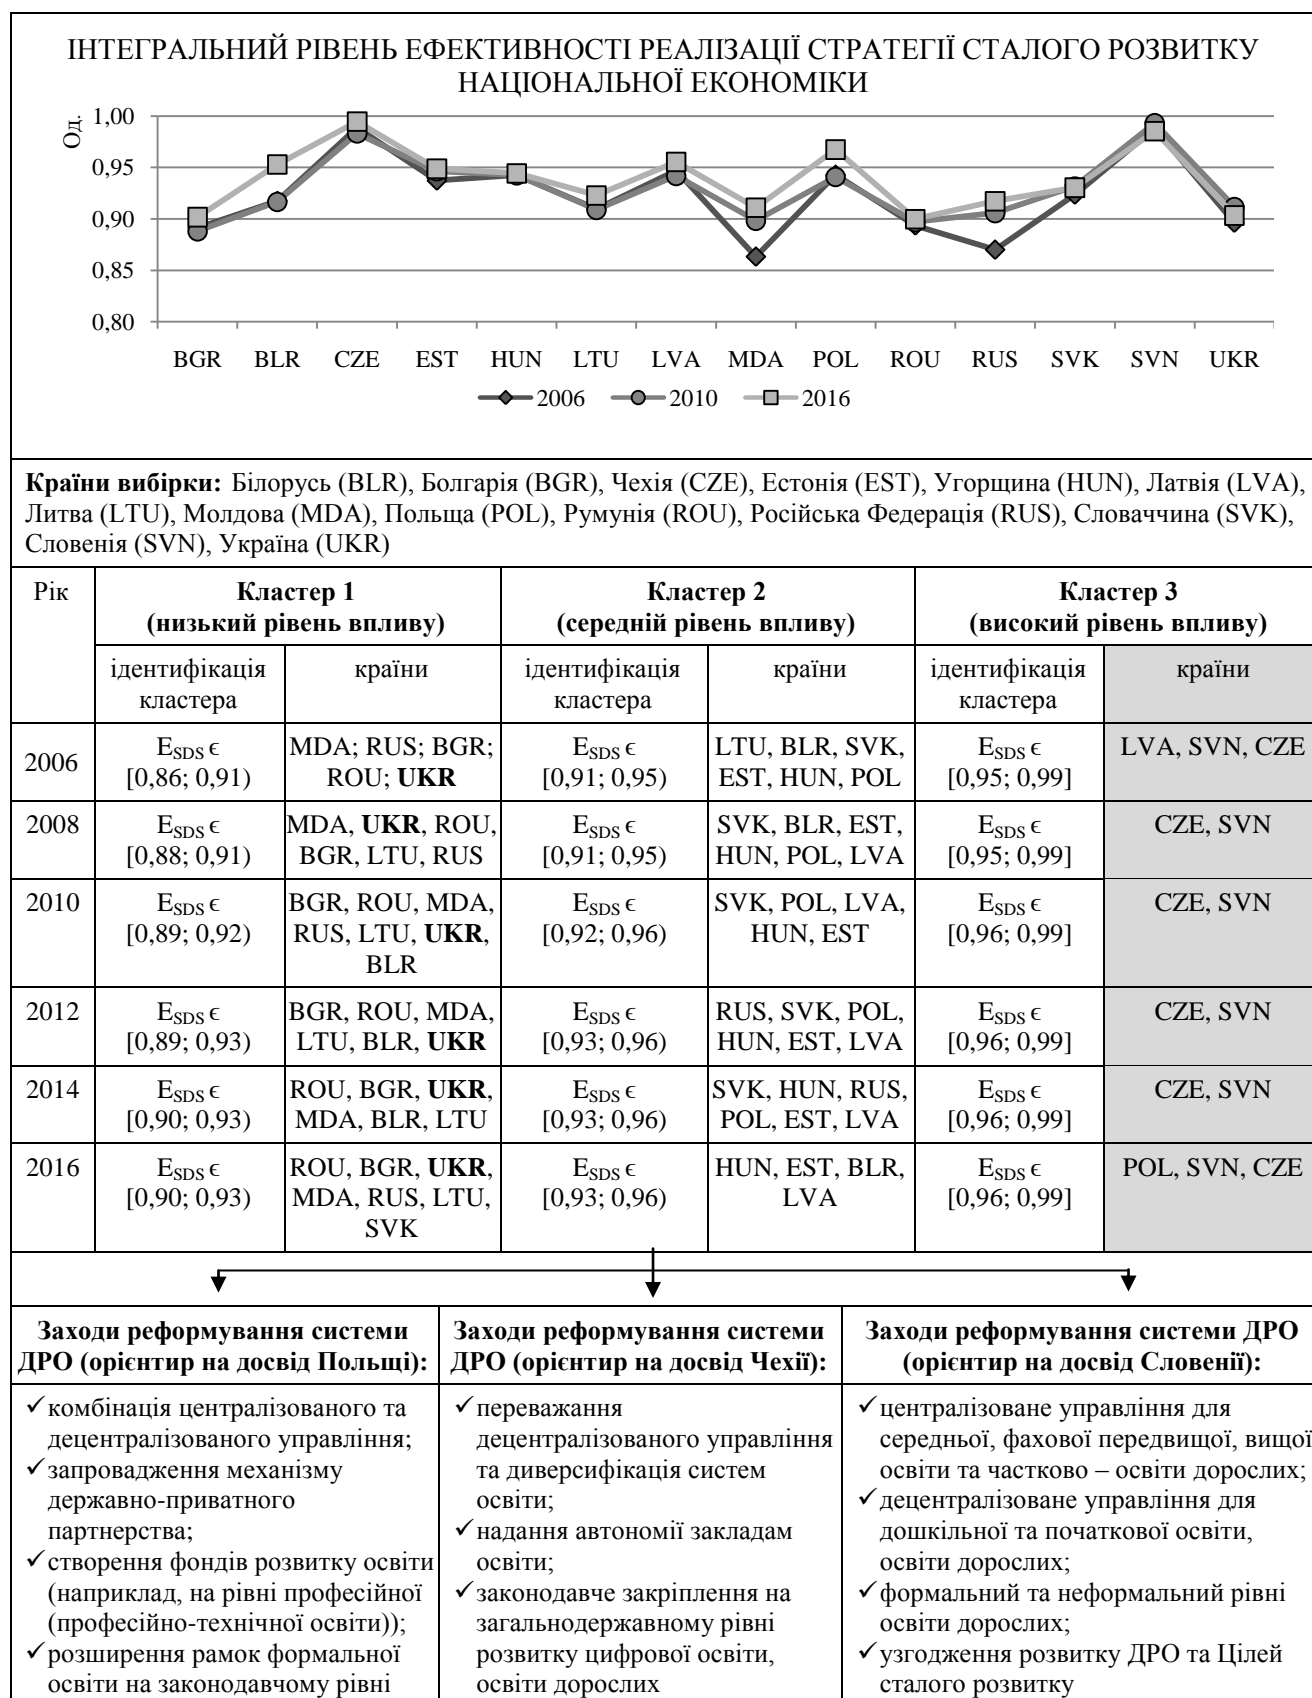 ІНТЕГРАЛЬНИЙ РІВЕНЬ ЕФЕКТИВНОСТІ РЕАЛІЗАЦІЇ СТРАТЕГІЇ СТАЛОГО РОЗВИТКУ
НАЦІОНАЛЬНОЇ ЕКОНОМІКИ
Од.
1,00
0,95
0,90
0,85
0,80
BGR BLR CZE EST HUN LTU LVA MDA POL ROU RUS SVK SVN UKR
2006 2010 2016
Країни вибірки: Білорусь (BLR), Болгарія (BGR), Чехія (CZE), Естонія (EST), Угорщина (HUN), Латвія (LVA),
Литва (LTU), Молдова (MDA), Польща (POL), Румунія (ROU), Російська Федерація (RUS), Словаччина (SVK),
Словенія (SVN), Україна (UKR)
Рік
Кластер 1
(низький рівень впливу)
Кластер 2
(середній рівень впливу)
Кластер 3
(високий рівень впливу)
ідентифікація
кластера
країни
ідентифікація
кластера
країни
ідентифікація
кластера
країни
2006
E_SDS ϵ
[0,86; 0,91)
MDA; RUS; BGR;
ROU; UKR
E_SDS ϵ
[0,91; 0,95)
LTU, BLR, SVK,
EST, HUN, POL
E_SDS ϵ
[0,95; 0,99]
LVA, SVN, CZE
2008
E_SDS ϵ
[0,88; 0,91)
MDA, UKR, ROU,
BGR, LTU, RUS
E_SDS ϵ
[0,91; 0,95)
SVK, BLR, EST,
HUN, POL, LVA
E_SDS ϵ
[0,95; 0,99]
CZE, SVN
2010
E_SDS ϵ
[0,89; 0,92)
BGR, ROU, MDA,
RUS, LTU, UKR,
BLR
E_SDS ϵ
[0,92; 0,96)
SVK, POL, LVA,
HUN, EST
E_SDS ϵ
[0,96; 0,99]
CZE, SVN
2012
E_SDS ϵ
[0,89; 0,93)
BGR, ROU, MDA,
LTU, BLR, UKR
E_SDS ϵ
[0,93; 0,96)
RUS, SVK, POL,
HUN, EST, LVA
E_SDS ϵ
[0,96; 0,99]
CZE, SVN
2014
E_SDS ϵ
[0,90; 0,93)
ROU, BGR, UKR,
MDA, BLR, LTU
E_SDS ϵ
[0,93; 0,96)
SVK, HUN, RUS,
POL, EST, LVA
E_SDS ϵ
[0,96; 0,99]
CZE, SVN
2016
E_SDS ϵ
[0,90; 0,93)
ROU, BGR, UKR,
MDA, RUS, LTU,
SVK
E_SDS ϵ
[0,93; 0,96)
HUN, EST, BLR,
LVA
E_SDS ϵ
[0,96; 0,99]
POL, SVN, CZE
Заходи реформування системи
ДРО (орієнтир на досвід Польщі):
✓комбінація централізованого та
децентралізованого управління;
✓запровадження механізму
державно-приватного
партнерства;
✓створення фондів розвитку освіти
(наприклад, на рівні професійної
(професійно-технічної освіти));
✓розширення рамок формальної
освіти на законодавчому рівні
Заходи реформування системи
ДРО (орієнтир на досвід Чехії):
✓переважання
децентралізованого управління
та диверсифікація систем
освіти;
✓надання автономії закладам
освіти;
✓законодавче закріплення на
загальнодержавному рівні
розвитку цифрової освіти,
освіти дорослих
Заходи реформування системи ДРО
(орієнтир на досвід Словенії):
✓централізоване управління для
середньої, фахової передвищої, вищої
освіти та частково – освіти дорослих;
✓децентралізоване управління для
дошкільної та початкової освіти,
освіти дорослих;
✓формальний та неформальний рівні
освіти дорослих;
✓узгодження розвитку ДРО та Цілей
сталого розвитку